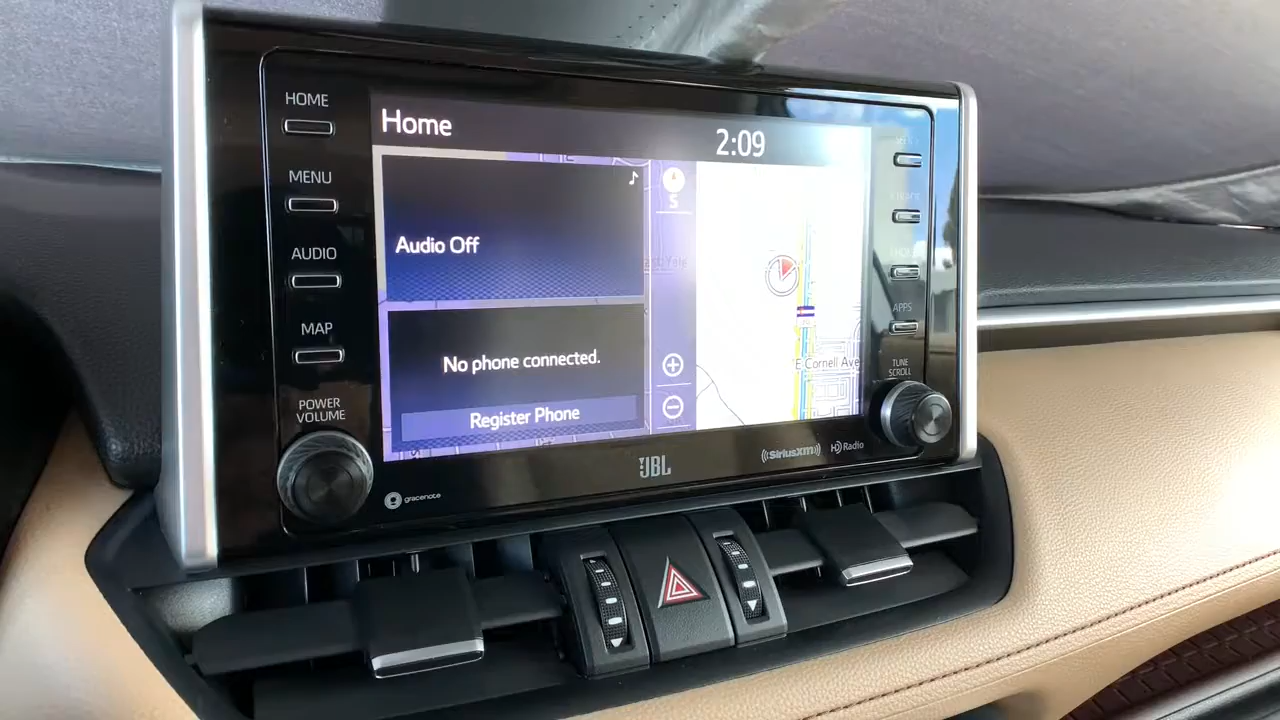 HOME
MENU
AUDIO
MAP
POWER
VOLUME
Home
2:09
Audio Off
No phone connected.
Register Phone
S
E Cornell Ave
APPS
TUNE
SCROLL
gracenote
JBL
SiriusXM
HD Radio